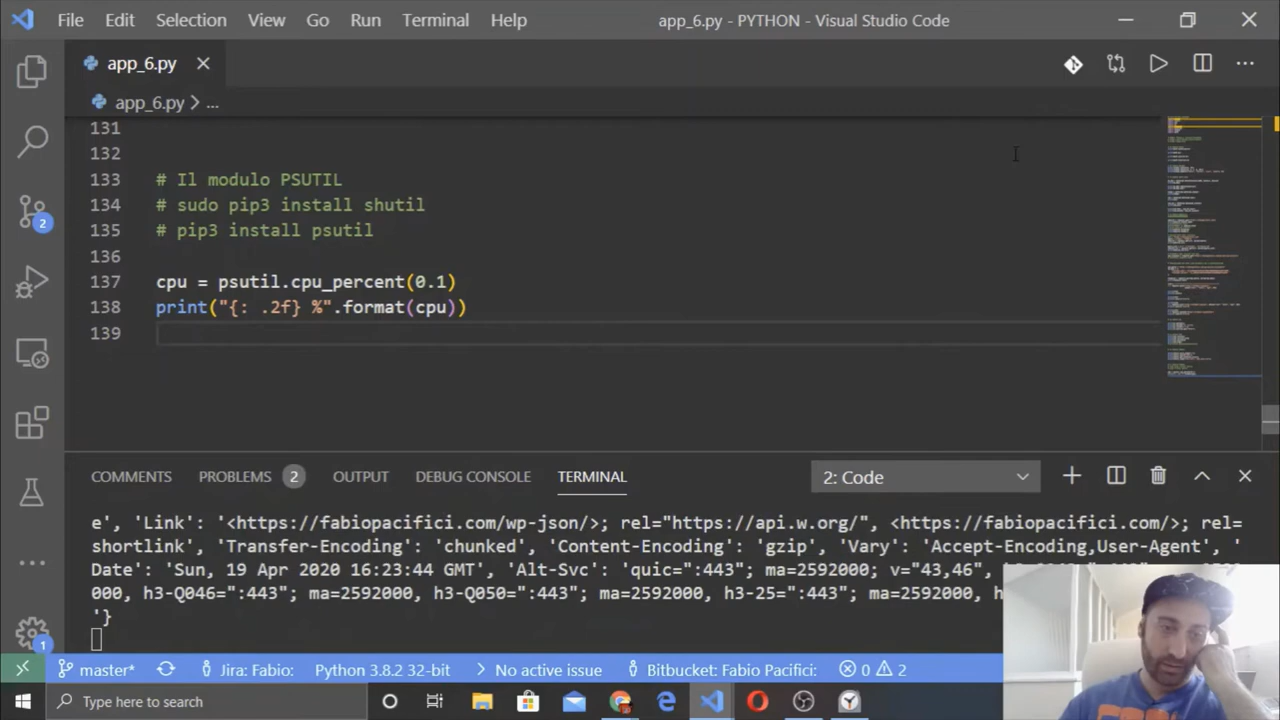 File Edit Selection View Go Run Terminal Help app_6.py - PYTHON - Visual Studio Code
app_6.py
app_6.py > ...
131
132
133 # Il modulo PSUTIL
134 # sudo pip3 install shutil
135 # pip3 install psutil
136
137 cpu = psutil.cpu_percent(0.1)
138 print("{: .2f} %".format(cpu))
139
2
COMMENTS PROBLEMS 2 OUTPUT DEBUG CONSOLE TERMINAL 2: Code
e', 'Link': '<https://fabiopacifici.com/wp-json/>; rel="https://api.w.org/", <https://fabiopacifici.com/>; rel=
shortlink', 'Transfer-Encoding': 'chunked', 'Content-Encoding': 'gzip', 'Vary': 'Accept-Encoding,User-Agent', '
Date': 'Sun, 19 Apr 2020 16:23:44 GMT', 'Alt-Svc': 'quic=":443"; ma=2592000; v="43,46",
000, h3-Q046=":443"; ma=2592000, h3-Q050=":443"; ma=2592000, h3-25=":443"; ma=2592000, h
'}
1
master* Jira: Fabio: Python 3.8.2 32-bit No active issue Bitbucket: Fabio Pacifici: 0 2
Type here to search